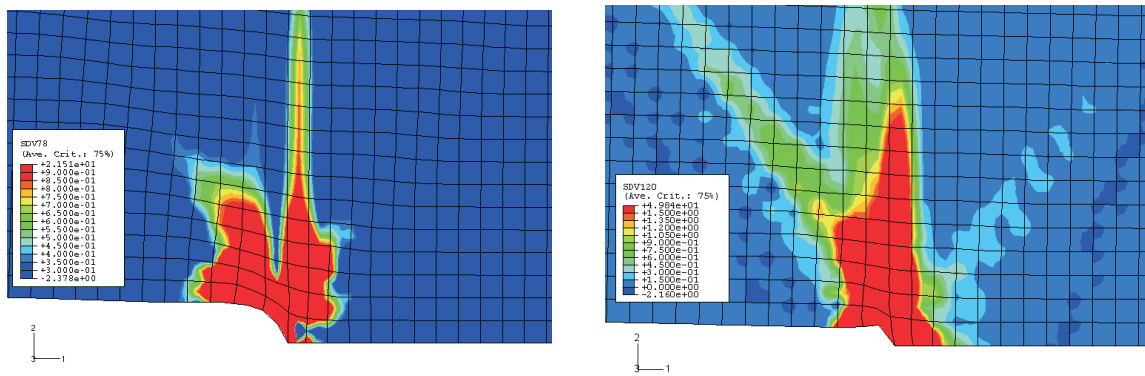 SDV78
(Ave. Crit.: 75%)
+2.151e+01
+9.000e-01
+8.500e-01
+8.000e-01
+7.500e-01
+7.000e-01
+6.500e-01
+6.000e-01
+5.500e-01
+5.000e-01
+4.500e-01
+4.000e-01
+3.500e-01
+3.000e-01
-2.378e+00
2
3 1
SDV120
(Ave. Crit.: 75%)
+4.984e+01
+1.500e+00
+1.350e+00
+1.200e+00
+1.050e+00
+9.000e-01
+7.500e-01
+6.000e-01
+4.500e-01
+3.000e-01
+1.500e-01
+0.000e+00
-2.160e+00
2
3 1